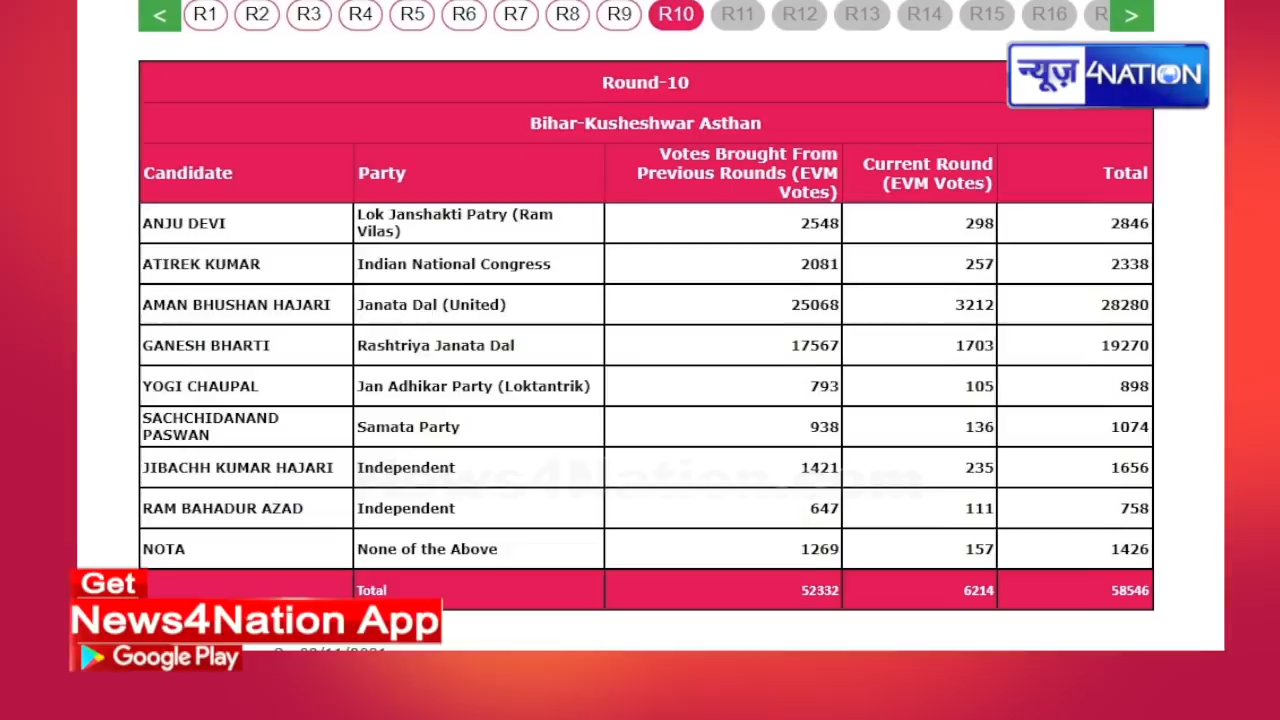 < R1 R2 R3 R4 R5 R6 R7 R8 R9 R10 R11 R12 R13 R14 R15 R16 R >
न्यूज़ 4NATION
Round-10
Bihar-Kusheshwar Asthan
Candidate Party Votes Brought From Previous Rounds (EVM Votes) Current Round (EVM Votes) Total
ANJU DEVI Lok Janshakti Patry (Ram Vilas) 2548 298 2846
ATIREK KUMAR Indian National Congress 2081 257 2338
AMAN BHUSHAN HAJARI Janata Dal (United) 25068 3212 28280
GANESH BHARTI Rashtriya Janata Dal 17567 1703 19270
YOGI CHAUPAL Jan Adhikar Party (Loktantrik) 793 105 898
SACHCHIDANAND PASWAN Samata Party 938 136 1074
JIBACHH KUMAR HAJARI Independent 1421 235 1656
News4Nation.com
RAM BAHADUR AZAD Independent 647 111 758
NOTA None of the Above 1269 157 1426
Total 52332 6214 58546
Get
News4Nation App
Google Play